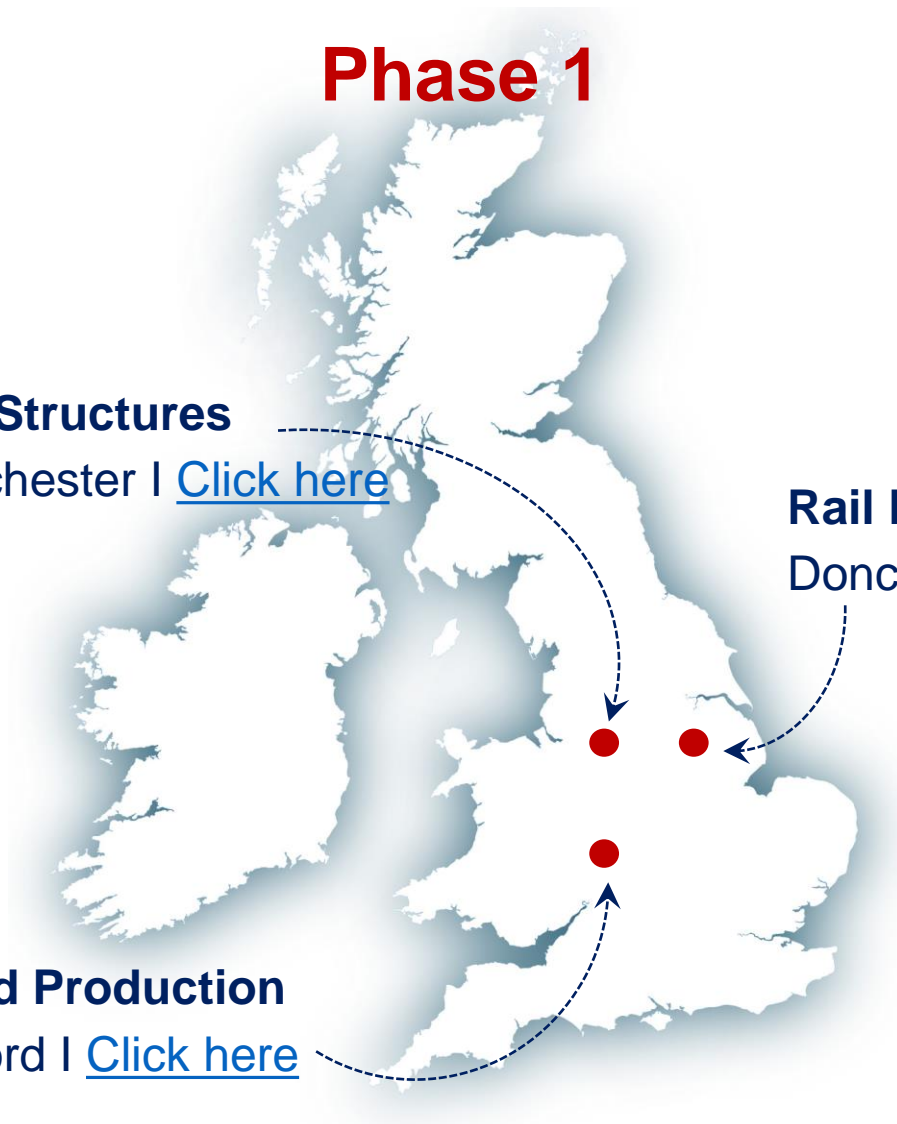 Phase 1
Structures
chester I Click here
Rail
Donc
d Production
ord I Click here